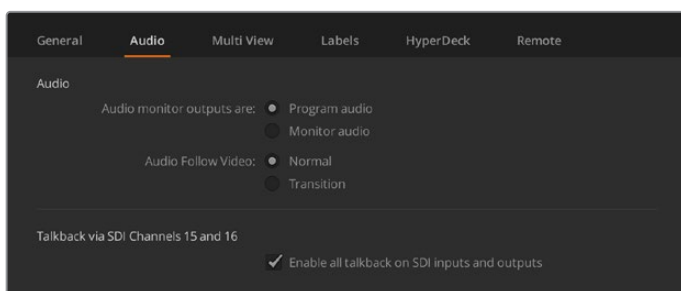 General Audio Multi View Labels HyperDeck Remote
Audio
Audio monitor outputs are: Program audio
Monitor audio
Audio Follow Video: Normal
Transition
Talkback via SDI Channels 15 and 16
Enable all talkback on SDI inputs and outputs